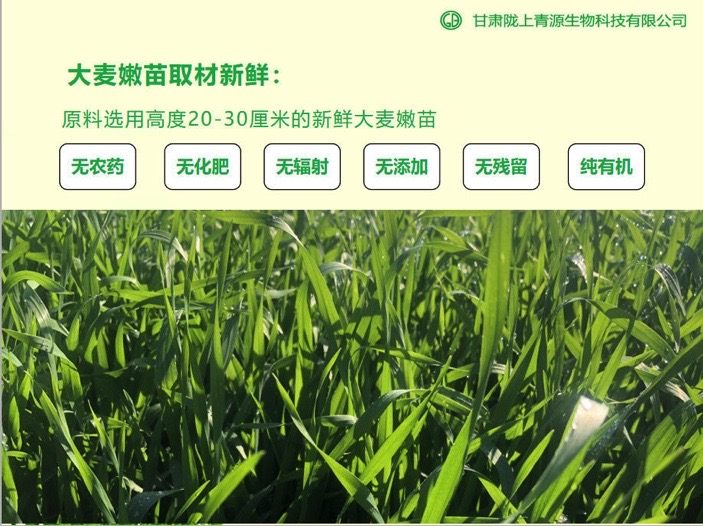 甘肃陇上青源生物科技有限公司
大麦嫩苗取材新鲜：
原料选用高度20-30厘米的新鲜大麦嫩苗
无农药 无化肥 无辐射 无添加 无残留 纯有机